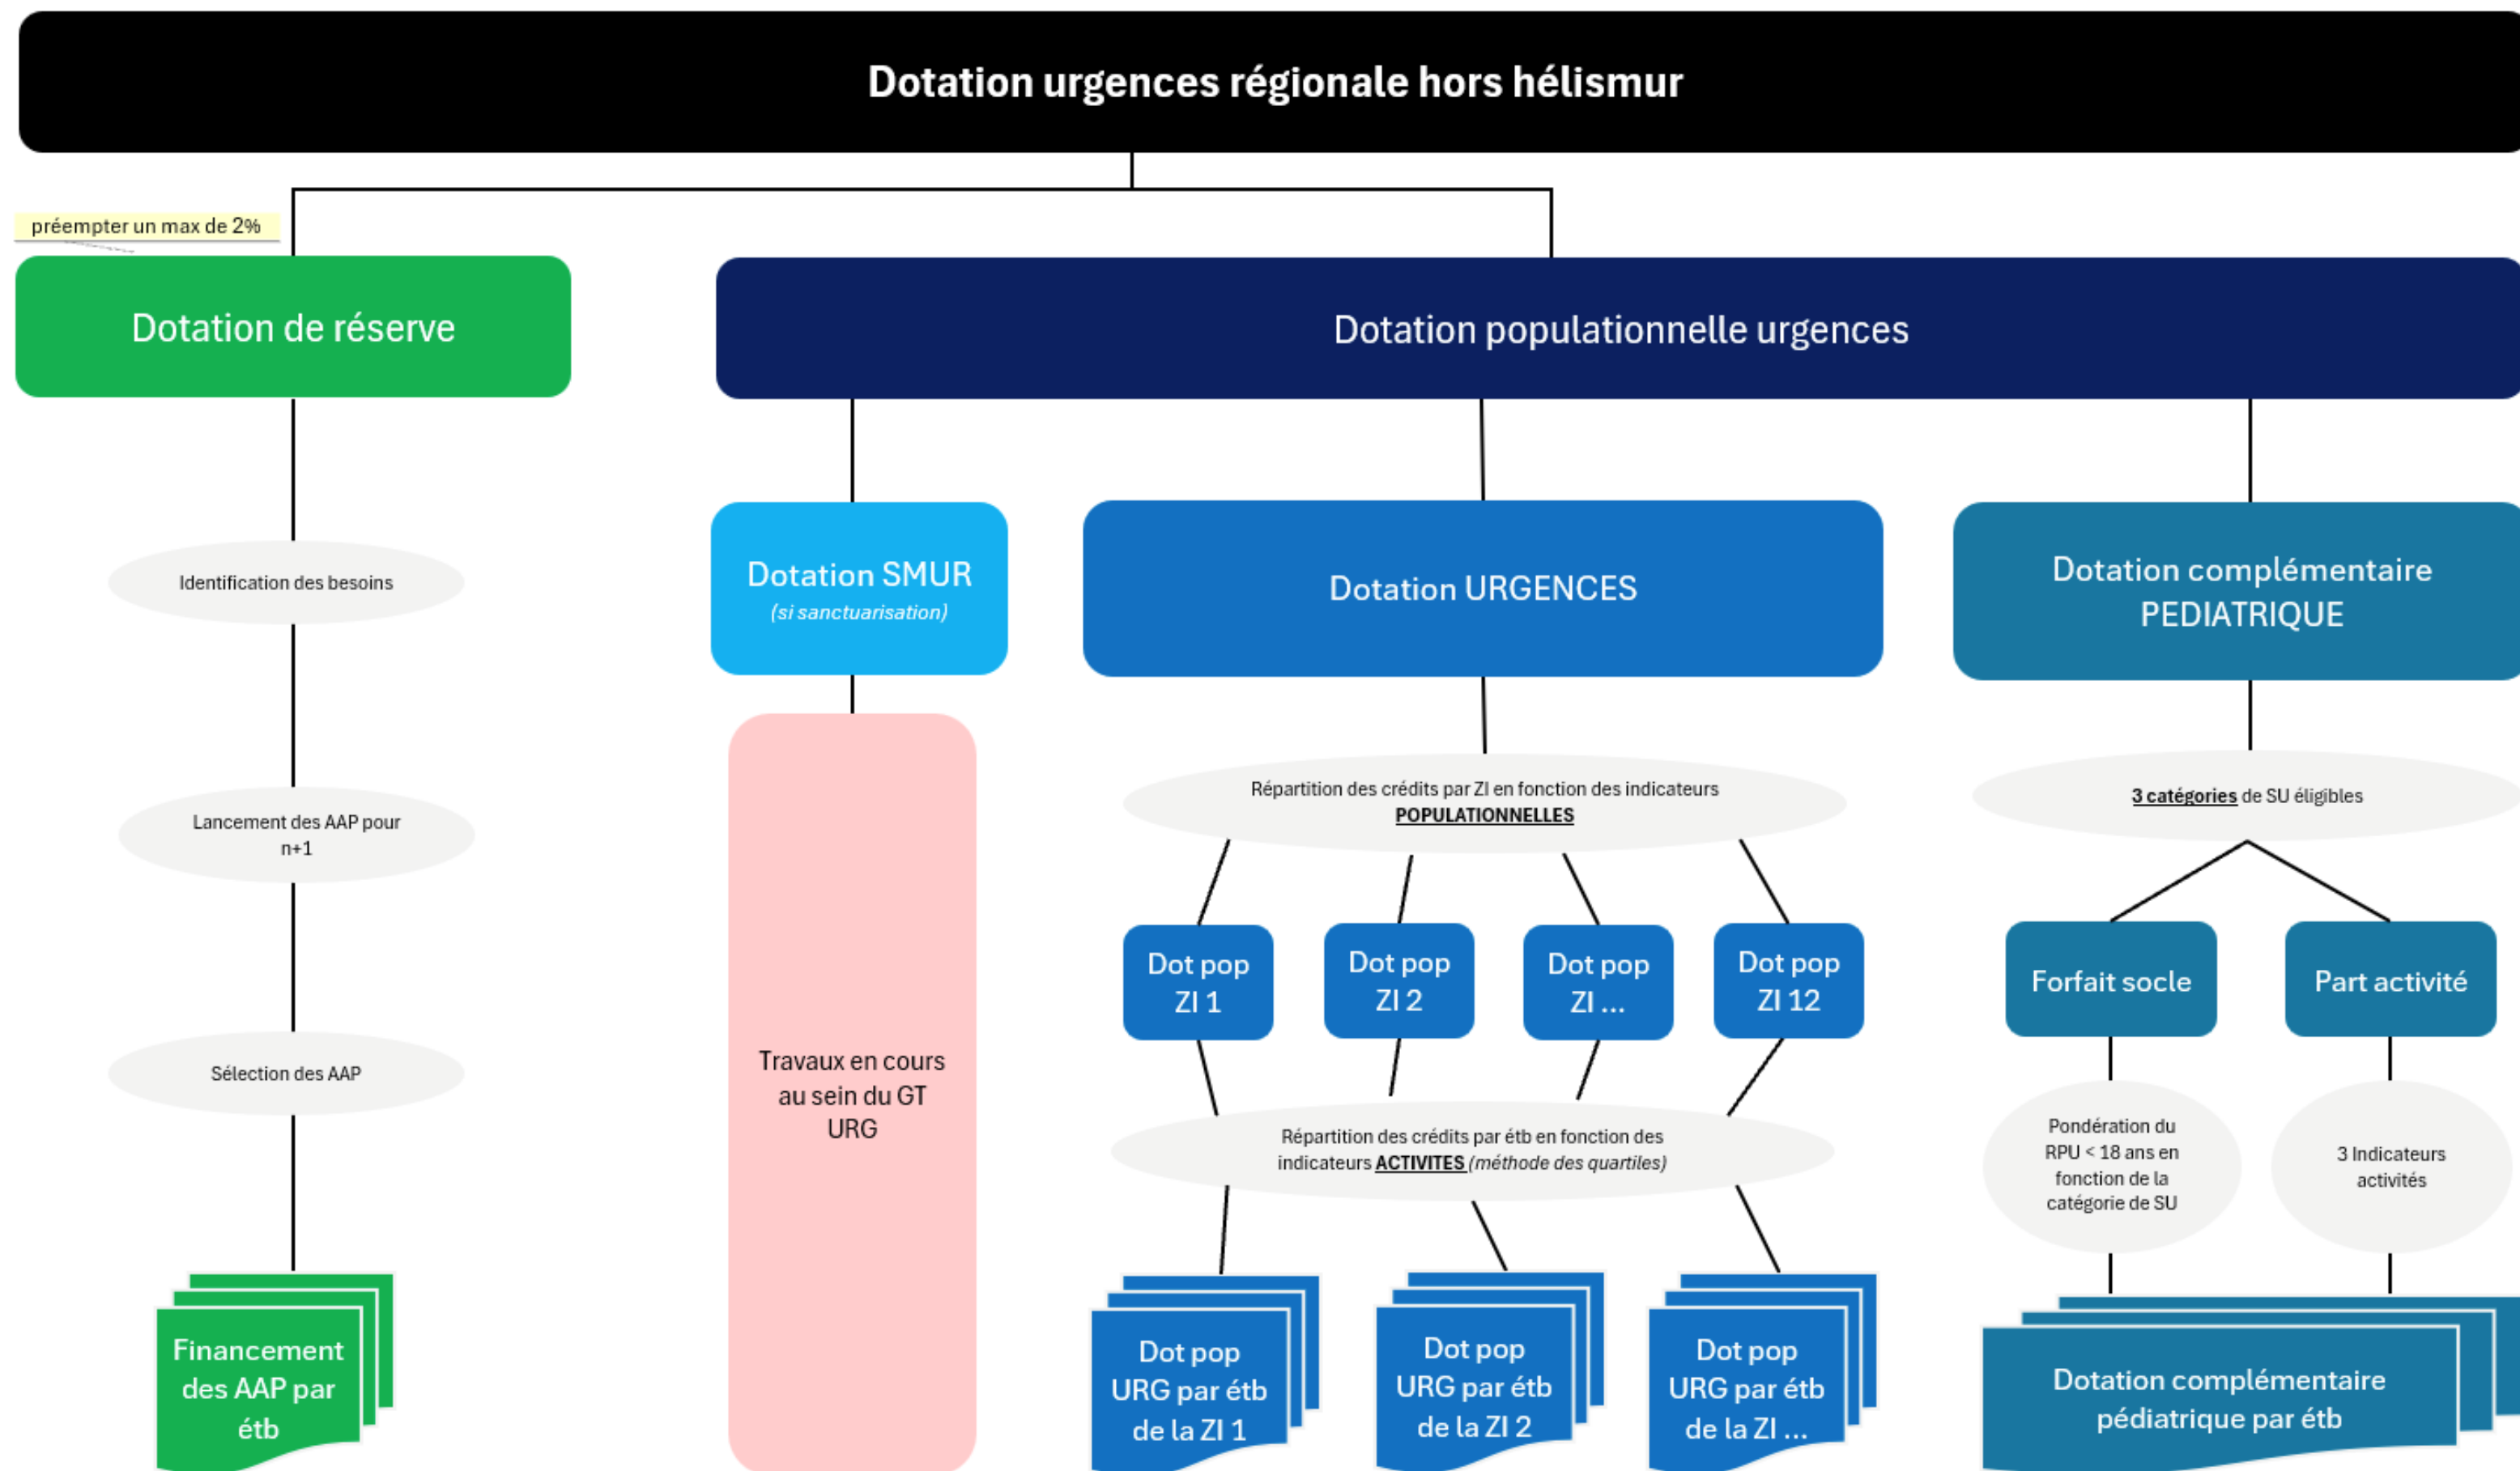 Dotation urgences régionale hors hélismur
préempter un max de 2%
Dotation de réserve
Dotation populationnelle urgences
Identification des besoins
Lancement des AAP pour
n+1
Sélection des AAP
Financement
des AAP par
étb
Dotation SMUR
(si sanctuarisation)
Travaux en cours
au sein du GT
URG
Dotation URGENCES
Répartition des crédits par ZI en fonction des indicateurs
POPULATIONNELLES
Dot pop
ZI 1
Dot pop
ZI 2
Dot pop
ZI ...
Dot pop
ZI 12
Répartition des crédits par étb en fonction des
indicateurs ACTIVITES (méthode des quartiles)
Dot pop
URG par étb
de la ZI 1
Dot pop
URG par étb
de la ZI 2
Dot pop
URG par étb
de la ZI ...
Dotation complémentaire
PEDIATRIQUE
3 catégories de SU éligibles
Forfait socle
Part activité
Pondération du
RPU < 18 ans en
fonction de la
catégorie de SU
3 Indicateurs
activités
Dotation complémentaire
pédiatrique par étb